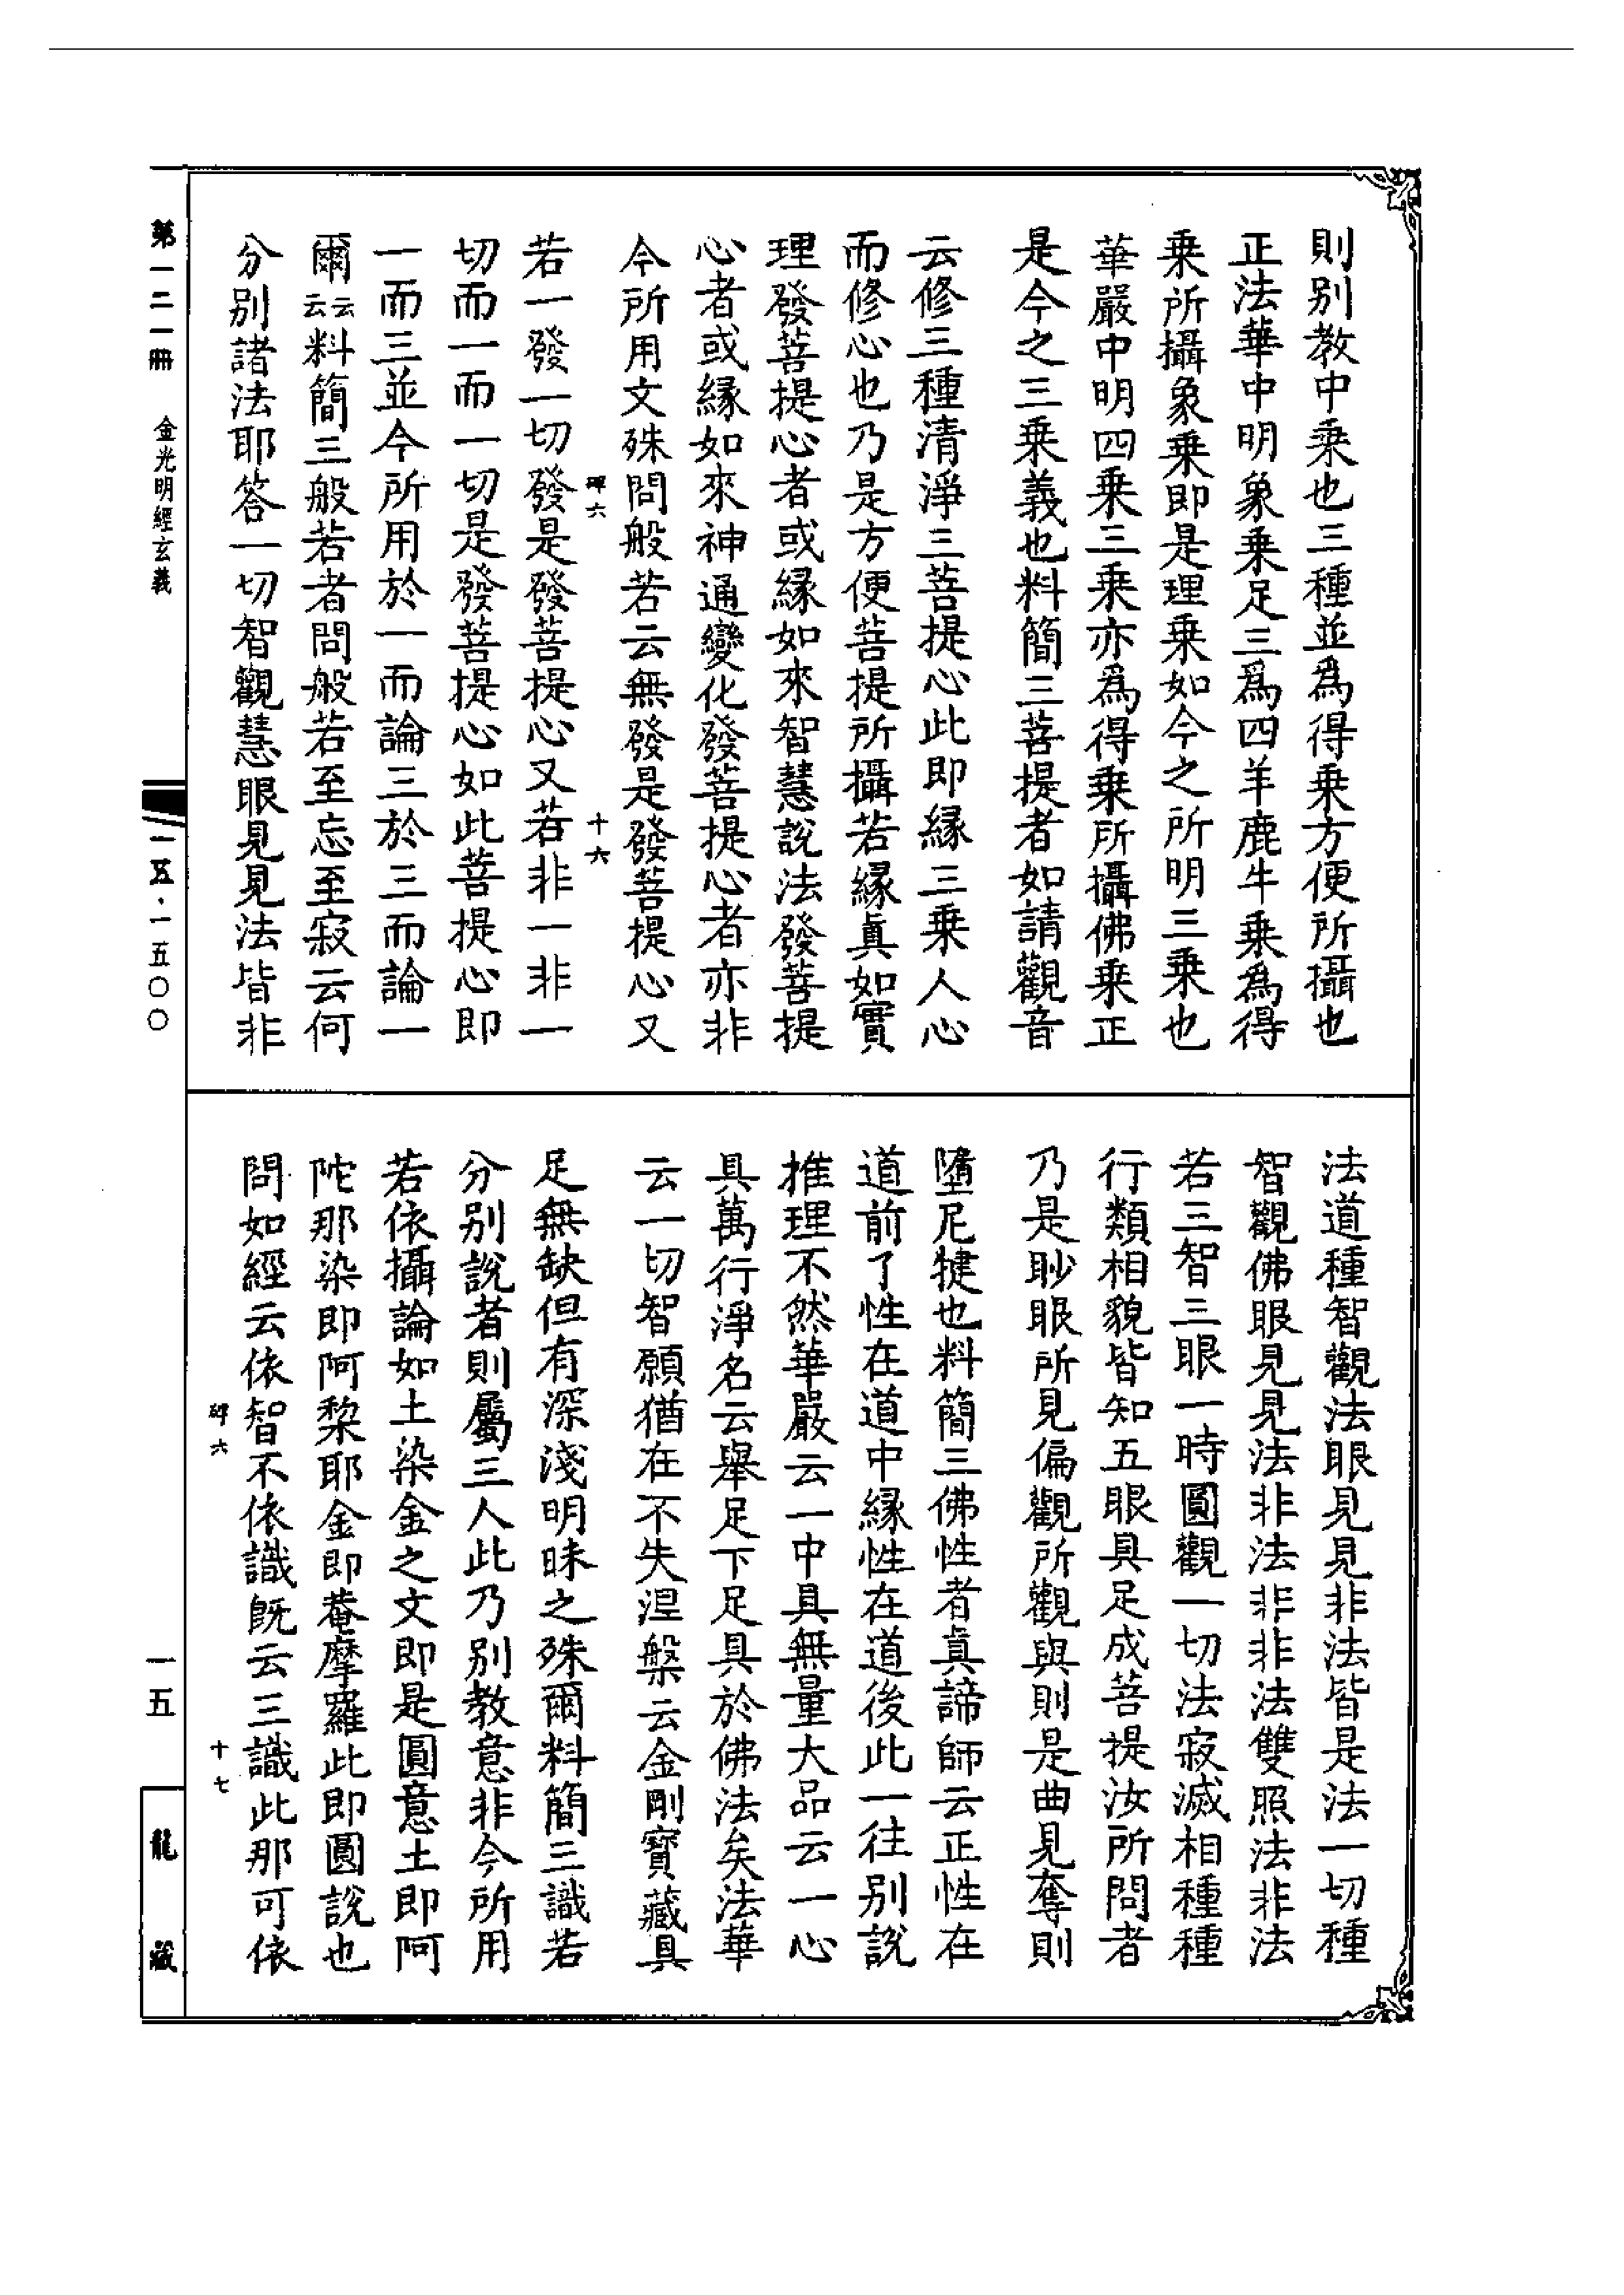 則别教中乘也三種並爲得乘方便所攝也
正法華中明象乘足三爲四羊鹿牛乘爲得
乘所攝象乘即是理乘如今之所明三乘也
華嚴中明四乘三乘亦爲得乘所攝佛乘正
是今之三乘義也料簡三菩提者如請觀音
云修三種清淨三菩提心此即縁三乘人心
而修心也乃是方便菩提所攝若縁眞如實
理發菩提心者或縁如來智慧說法發菩提
心者或縁如來神通變化發菩提心者亦非
今所用文殊問般若云無發是發菩提心又
碑六 十六
若一發一切發是發菩提心又若非一非一
切而一而一切是發菩提心如此菩提心即
一而三並今所用於一而論三於三而論一
爾云云料簡三般若者問般若至忘至寂云何
分別諸法耶答一切智觀慧眼見見法皆非
法道種智觀法眼見見非法皆是法一切種
智觀佛眼見見法非法非非法雙照法非法
若三智三眼一時圓觀一切法寂滅相種種
行類相貌皆知五眼具足成菩提汝所問者
乃是眇眼所見偏觀所觀與則是曲見奪則
墮尼犍也料簡三佛性者眞諦師云正性在
道前了性在道中縁性在道後此一往别說
推理不然華嚴云一中具無量大品云一心
具萬行淨名云舉足下足具於佛法矣法華
云一切智願猶在不失涅槃云金剛寶藏具
足無缺但有深淺明昧之殊爾料簡三識若
分别說者則屬三人此乃别教意非今所用
若依攝論如土染金之文即是圓意土即阿
陀那染即阿棃耶金即菴摩羅此即圓說也
問如經云依智不依識既云三識此那可依
碑六 十七
第一二一冊 金光明經玄義
一五·一五〇〇
一五
龍藏